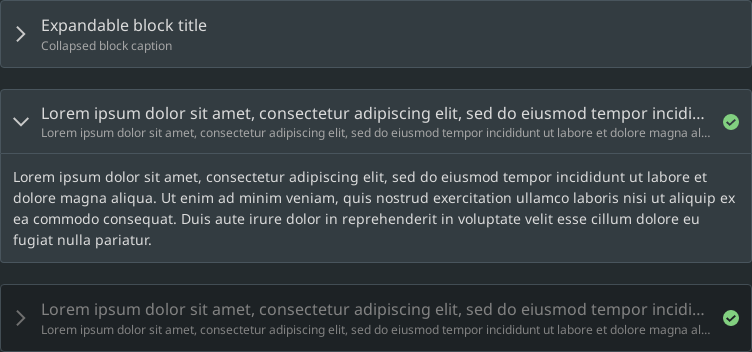 Expandable block title
Collapsed block caption
Lorem ipsum dolor sit amet, consectetur adipiscing elit, sed do eiusmod tempor incidi...
Lorem ipsum dolor sit amet, consectetur adipiscing elit, sed do eiusmod tempor incididunt ut labore et dolore magna al...
Lorem ipsum dolor sit amet, consectetur adipiscing elit, sed do eiusmod tempor incididunt ut labore et
dolore magna aliqua. Ut enim ad minim veniam, quis nostrud exercitation ullamco laboris nisi ut aliquip ex
ea commodo consequat. Duis aute irure dolor in reprehenderit in voluptate velit esse cillum dolore eu
fugiat nulla pariatur.
Lorem ipsum dolor sit amet, consectetur adipiscing elit, sed do eiusmod tempor incidi...
Lorem ipsum dolor sit amet, consectetur adipiscing elit, sed do eiusmod tempor incididunt ut labore et dolore magna al...